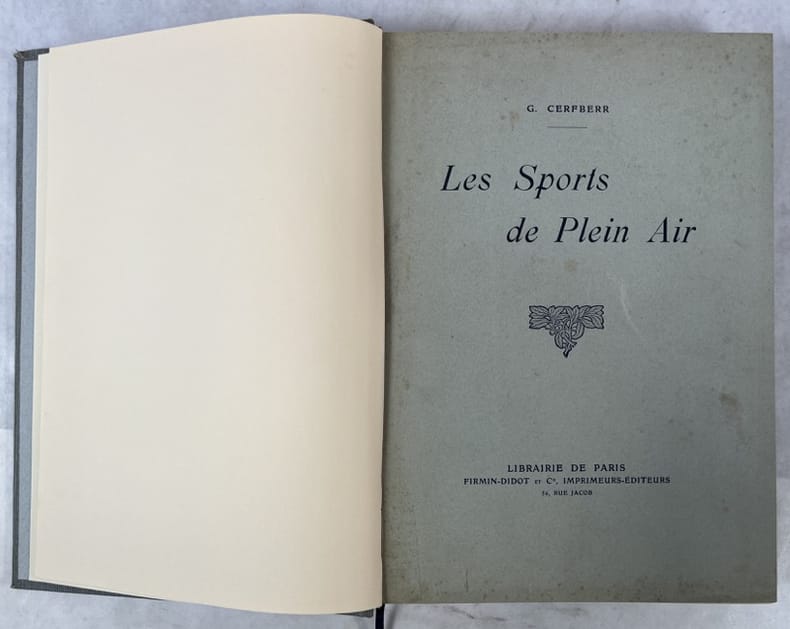 G. CERFBERR
Les Sports
de Plein Air
LIBRAIRIE DE PARIS
FIRMIN-DIDOT ET Cie, IMPRIMEURS-ÉDITEURS
56, RUE JACOB